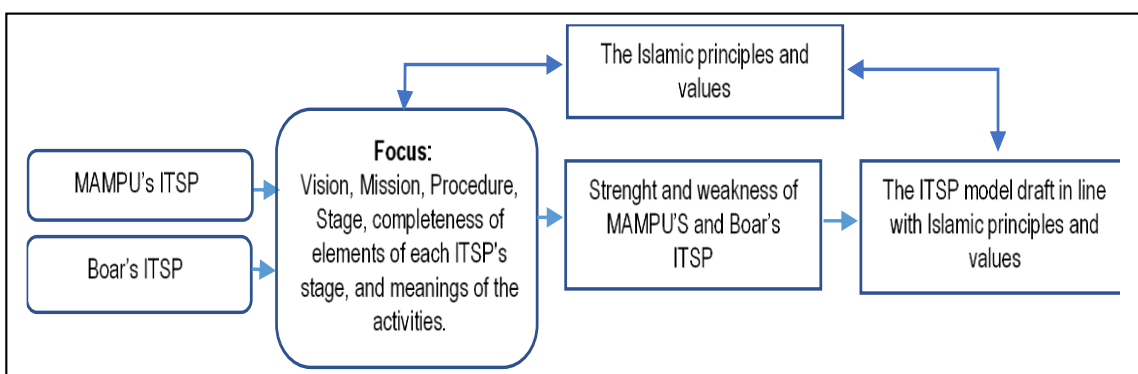 The Islamic principles and
values
MAMPU's ITSP
Boar's ITSP
Focus:
Vision, Mission, Procedure,
Stage, completeness of
elements of each ITSP's
stage, and meanings of the
activities.
Strenght and weakness of
MAMPU'S and Boar's
ITSP
The ITSP model draft in line
with Islamic principles and
values